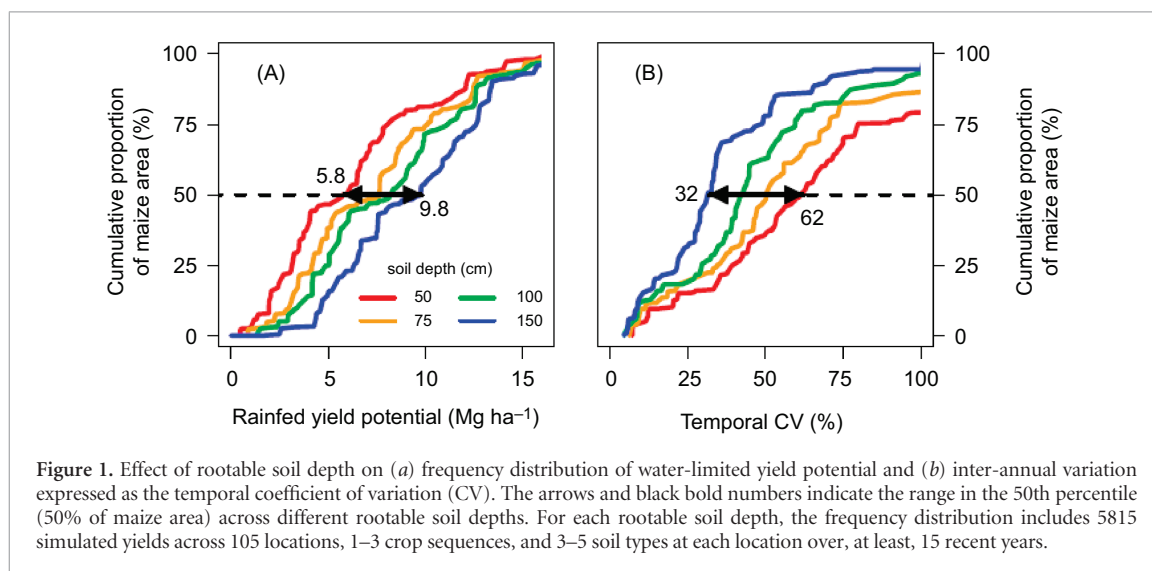 100
75
50
25
0
Cumulative proportion
of maize area (%)
(A)
5.8
9.8
soil depth (cm)
50
100
75
150
0
5
10
15
Rainfed yield potential (Mg ha⁻¹)
(B)
32
62
0
25
50
75
100
Temporal CV (%)
100
75
50
25
0
Cumulative proportion
of maize area (%)
Figure 1. Effect of rootable soil depth on (a) frequency distribution of water-limited yield potential and (b) inter-annual variation
expressed as the temporal coefficient of variation (CV). The arrows and black bold numbers indicate the range in the 50th percentile
(50% of maize area) across different rootable soil depths. For each rootable soil depth, the frequency distribution includes 5815
simulated yields across 105 locations, 1–3 crop sequences, and 3–5 soil types at each location over, at least, 15 recent years.